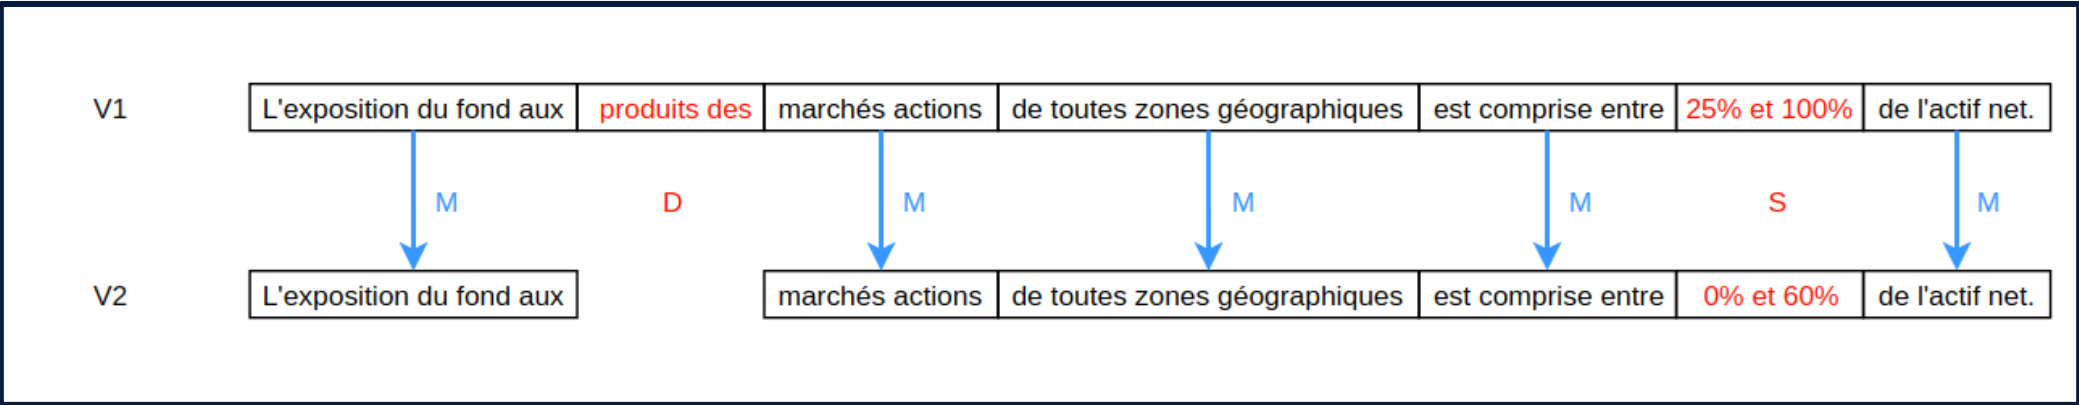 V1 L'exposition du fond aux produits des marchés actions de toutes zones géographiques est comprise entre 25% et 100% de l'actif net.
M D M M M S M
V2 L'exposition du fond aux marchés actions de toutes zones géographiques est comprise entre 0% et 60% de l'actif net.